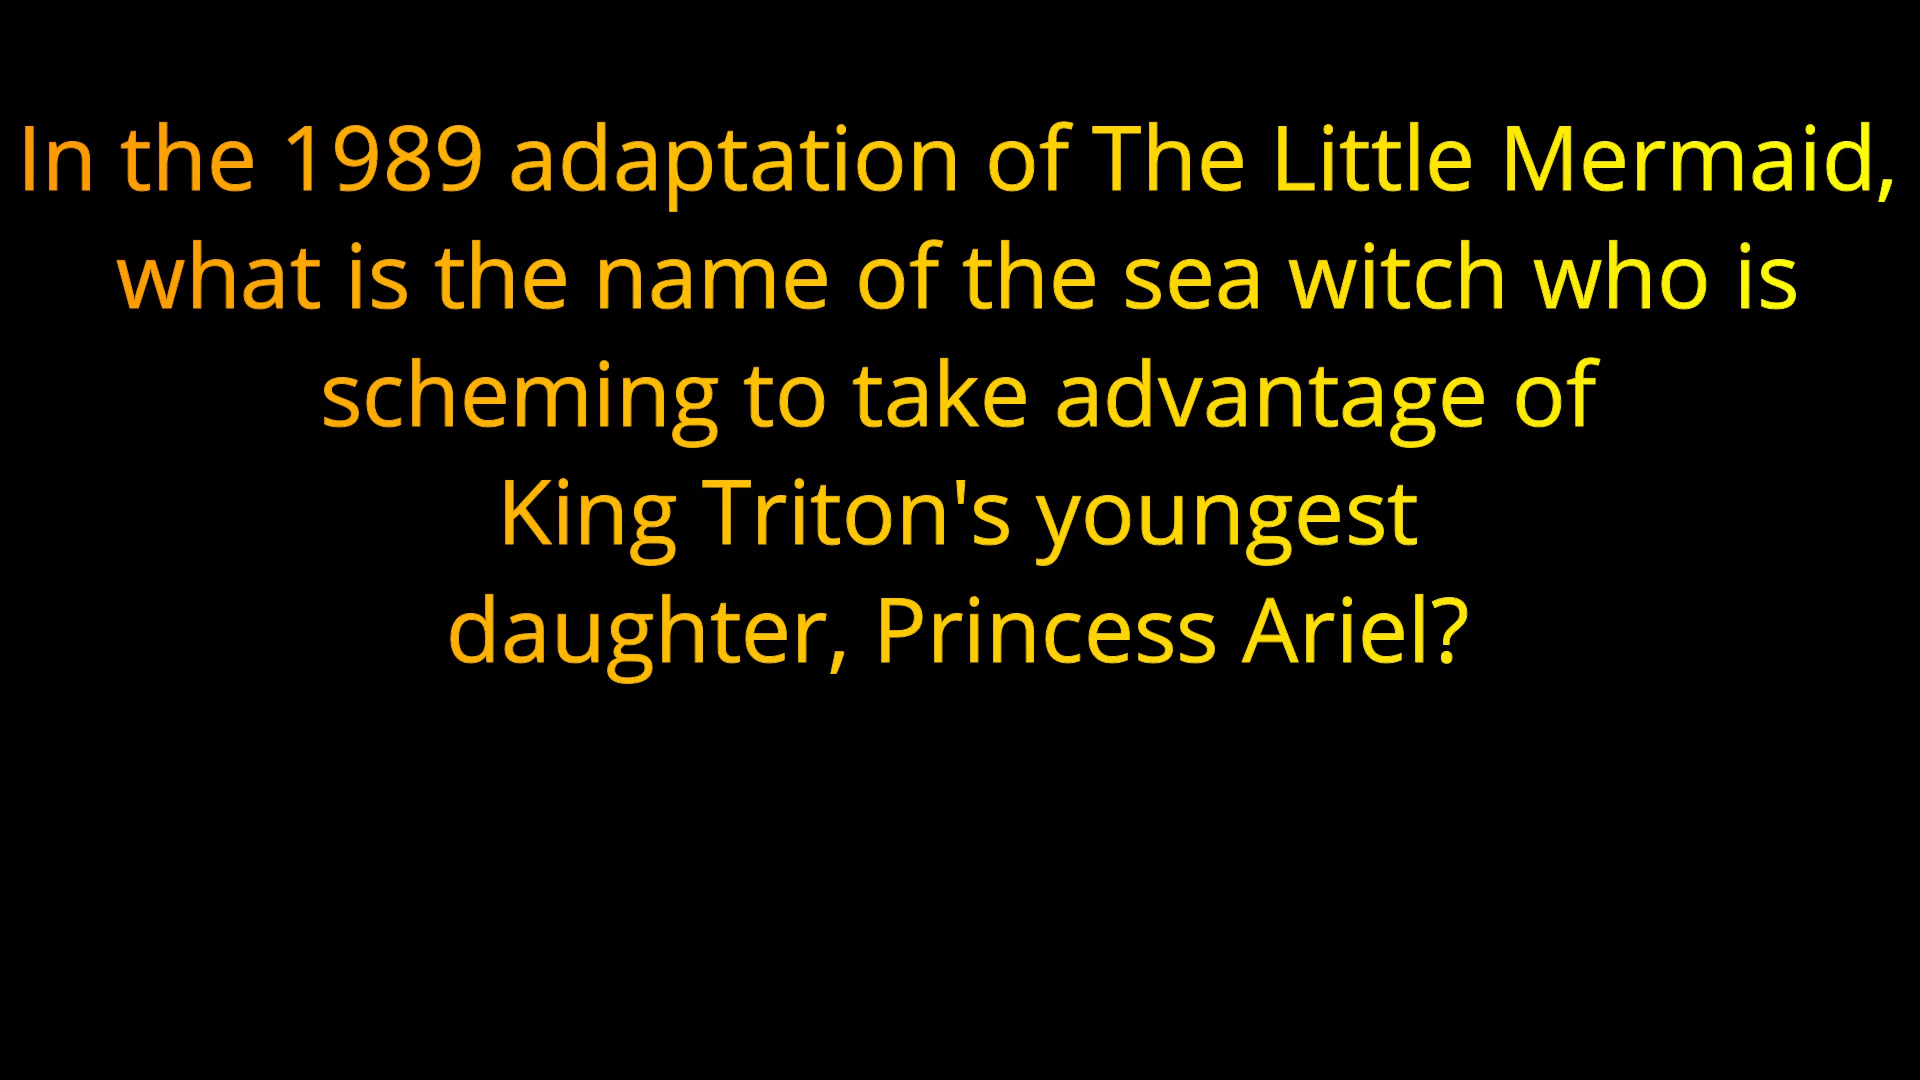 In the 1989 adaptation of The Little Mermaid,
what is the name of the sea witch who is
scheming to take advantage of
King Triton's youngest
daughter, Princess Ariel?